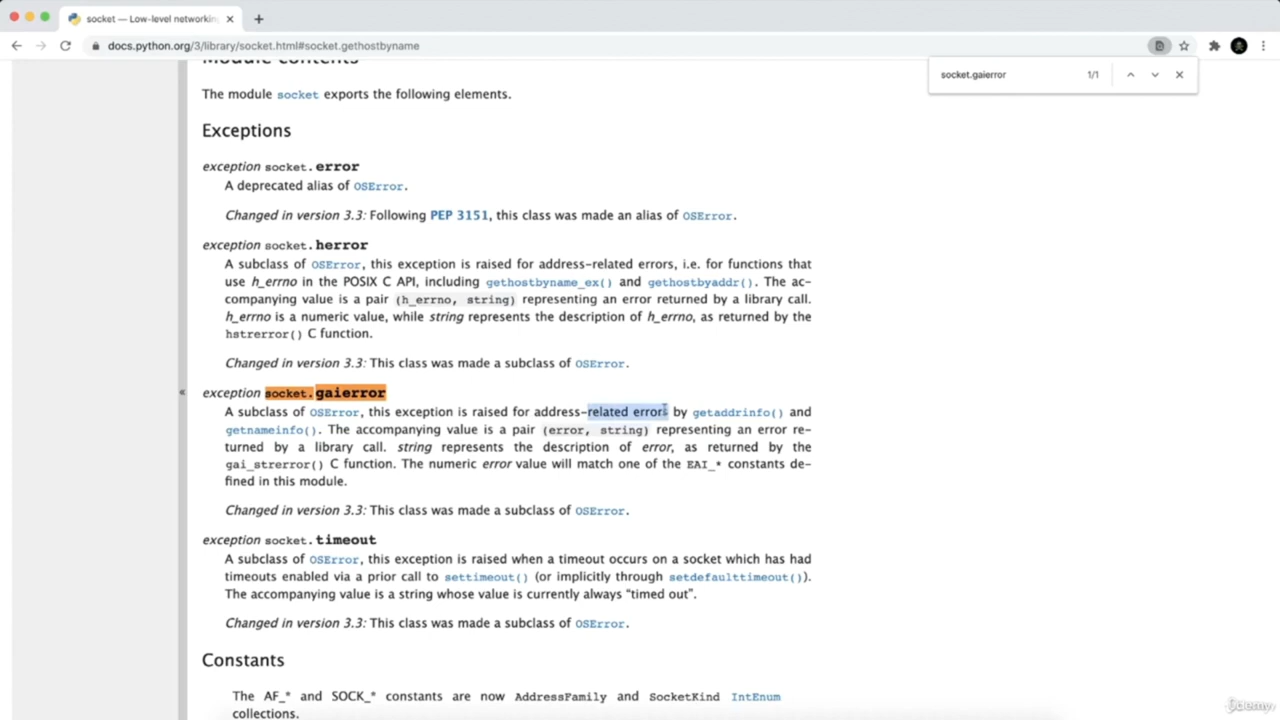 socket — Low-level networking
docs.python.org/3/library/socket.html#socket.gethostbyname
socket.gaierror 1/1
Module contents
The module socket exports the following elements.
Exceptions
exception socket.error
A deprecated alias of OSError.
Changed in version 3.3: Following PEP 3151, this class was made an alias of OSError.
exception socket.herror
A subclass of OSError, this exception is raised for address-related errors, i.e. for functions that
use h_errno in the POSIX C API, including gethostbyname_ex() and gethostbyaddr(). The ac-
companying value is a pair (h_errno, string) representing an error returned by a library call.
h_errno is a numeric value, while string represents the description of h_errno, as returned by the
hstrerror() C function.
Changed in version 3.3: This class was made a subclass of OSError.
«
exception socket.gaierror
A subclass of OSError, this exception is raised for address-related errors by getaddrinfo() and
getnameinfo(). The accompanying value is a pair (error, string) representing an error re-
turned by a library call. string represents the description of error, as returned by the
gai_strerror() C function. The numeric error value will match one of the EAI_* constants de-
fined in this module.
Changed in version 3.3: This class was made a subclass of OSError.
exception socket.timeout
A subclass of OSError, this exception is raised when a timeout occurs on a socket which has had
timeouts enabled via a prior call to settimeout() (or implicitly through setdefaulttimeout()).
The accompanying value is a string whose value is currently always “timed out”.
Changed in version 3.3: This class was made a subclass of OSError.
Constants
The AF_* and SOCK_* constants are now AddressFamily and SocketKind IntEnum
collections.
Udemy